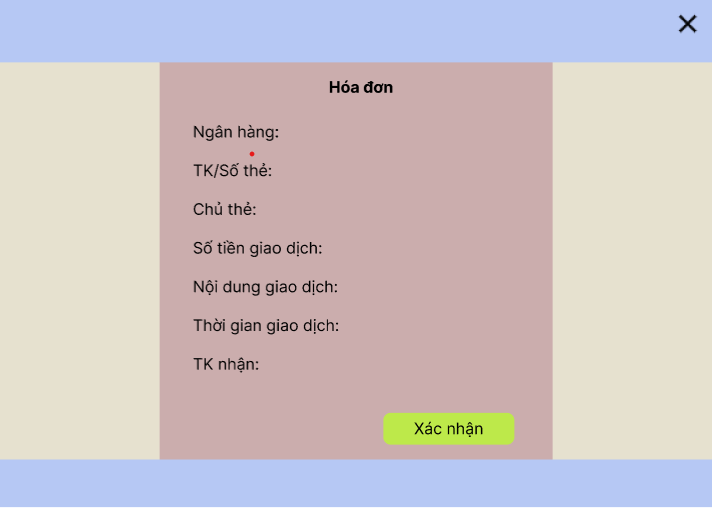 Hóa đơn
Ngân hàng:
TK/Số thẻ:
Chủ thẻ:
Số tiền giao dịch:
Nội dung giao dịch:
Thời gian giao dịch:
TK nhận:
Xác nhận